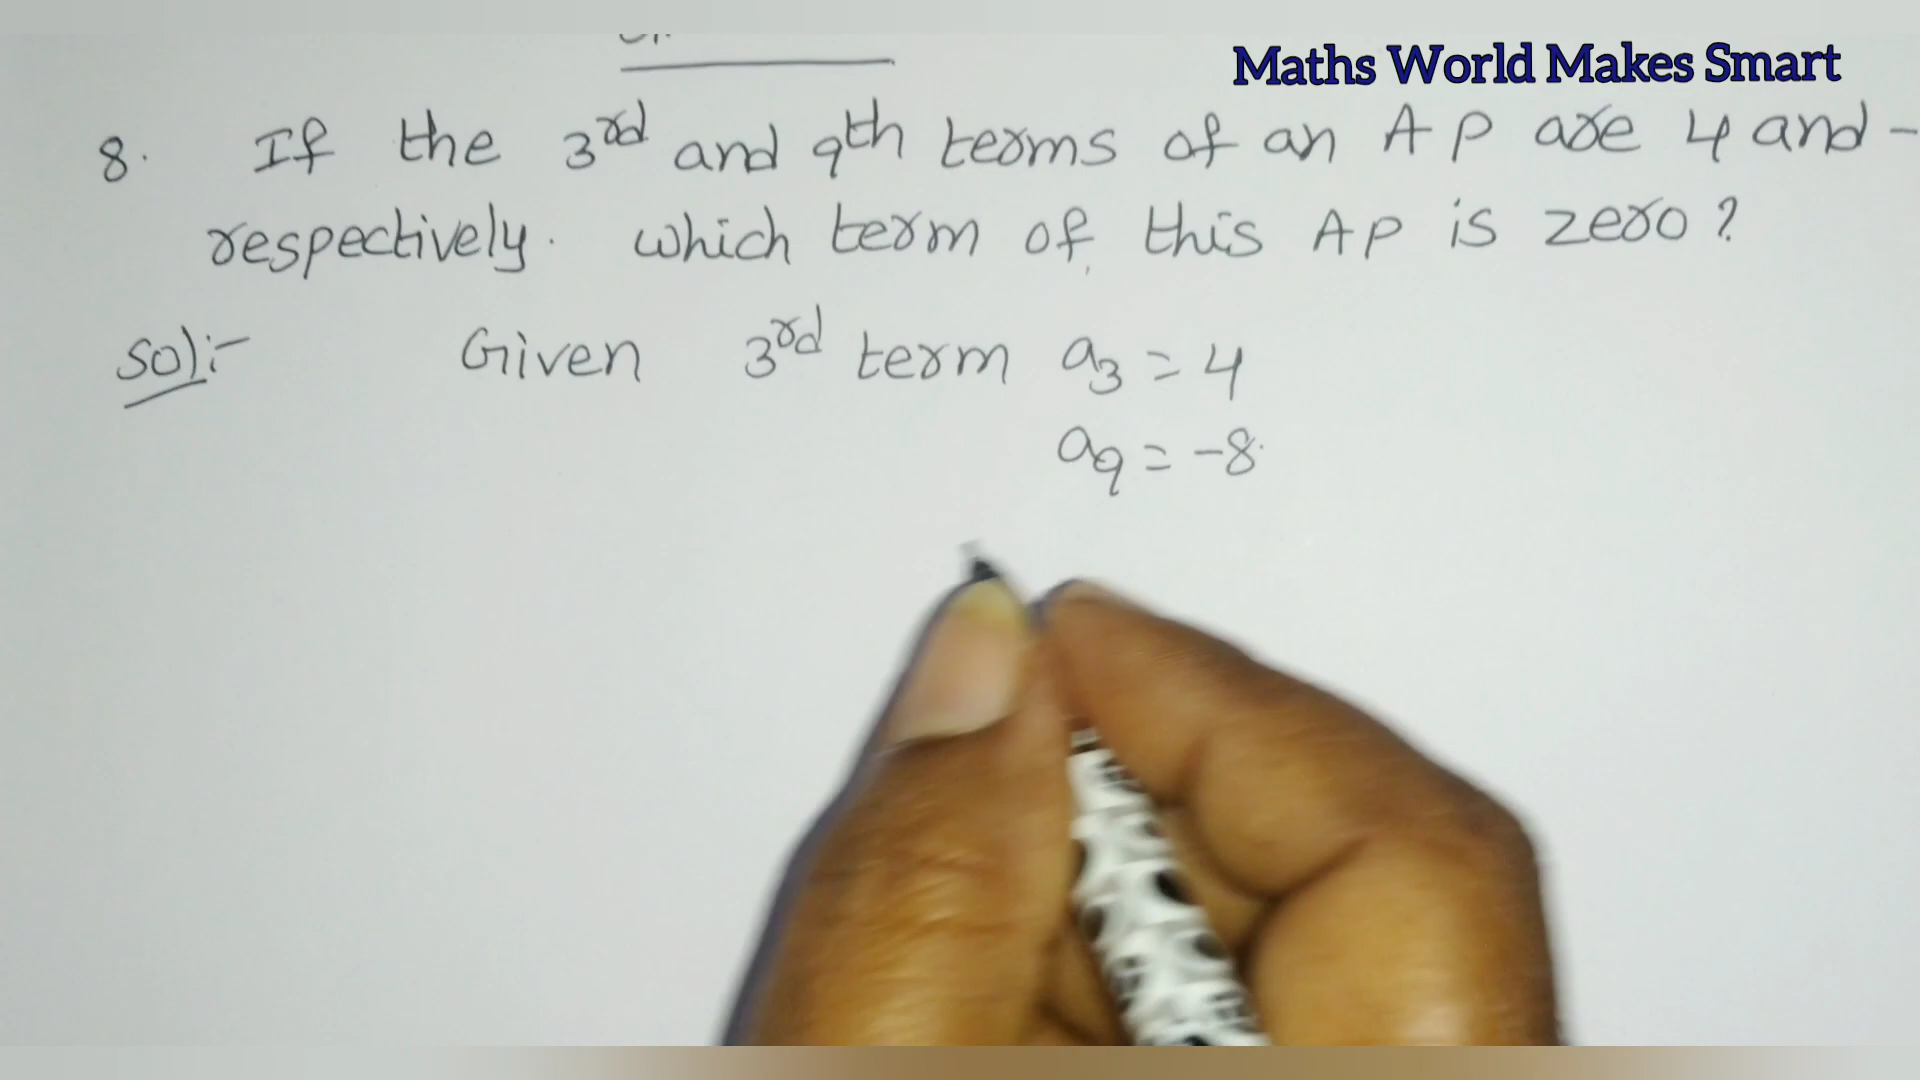 Maths World Makes Smart
8. If the 3rd and 9th terms of an AP are 4 and -
respectively. which term of this AP is zero?
Sol:- Given 3rd term a3 = 4
a9 = -8.